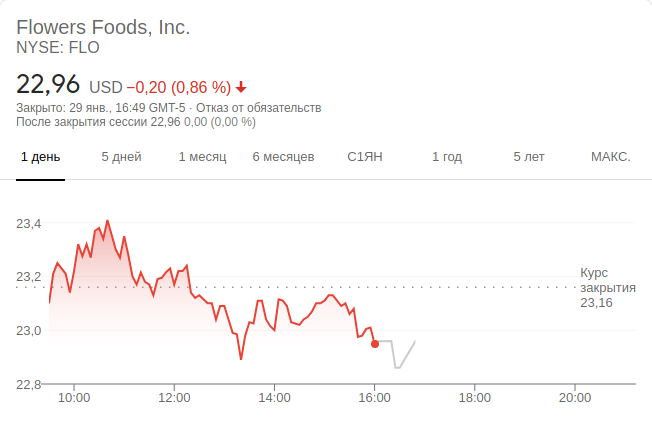 Flowers Foods, Inc.
NYSE: FLO
22,96 USD −0,20 (0,86 %)
Закрыто: 29 янв., 16:49 GMT-5 · Отказ от обязательств
После закрытия сессии 22,96 0,00 (0,00 %)
1 день 5 дней 1 месяц 6 месяцев С1ЯН 1 год 5 лет МАКС.
23,4
23,2
Курс
закрытия
23,16
23,0
22,8
10:00 12:00 14:00 16:00 18:00 20:00